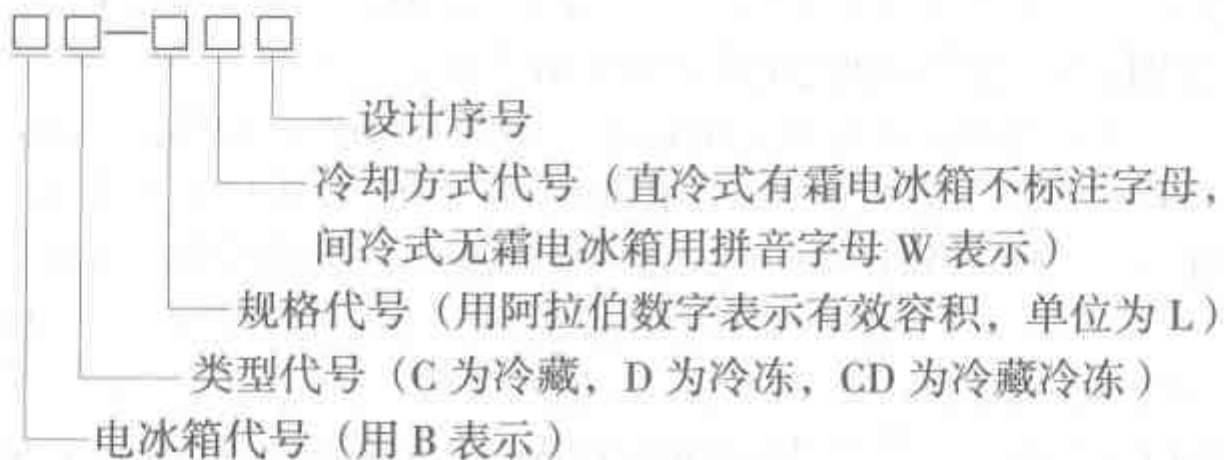 □□—□□□
设计序号
冷却方式代号（直冷式有霜电冰箱不标注字母，
间冷式无霜电冰箱用拼音字母 W 表示）
规格代号（用阿拉伯数字表示有效容积，单位为 L）
类型代号（C 为冷藏，D 为冷冻，CD 为冷藏冷冻）
电冰箱代号（用 B 表示）